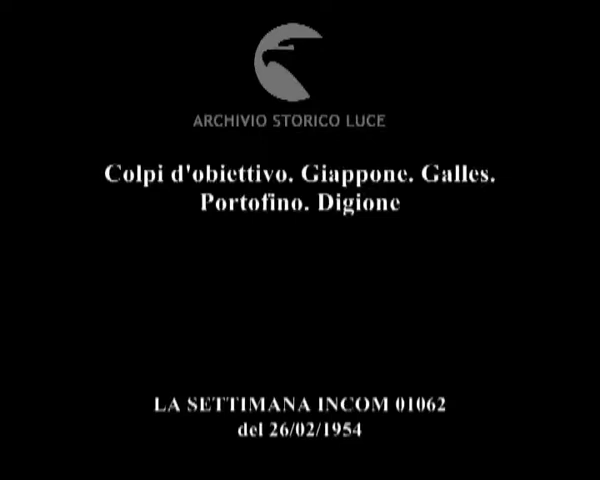 ARCHIVIO STORICO LUCE
Colpi d'obiettivo. Giappone. Galles.
Portofino. Digione
LA SETTIMANA INCOM 01062
del 26/02/1954